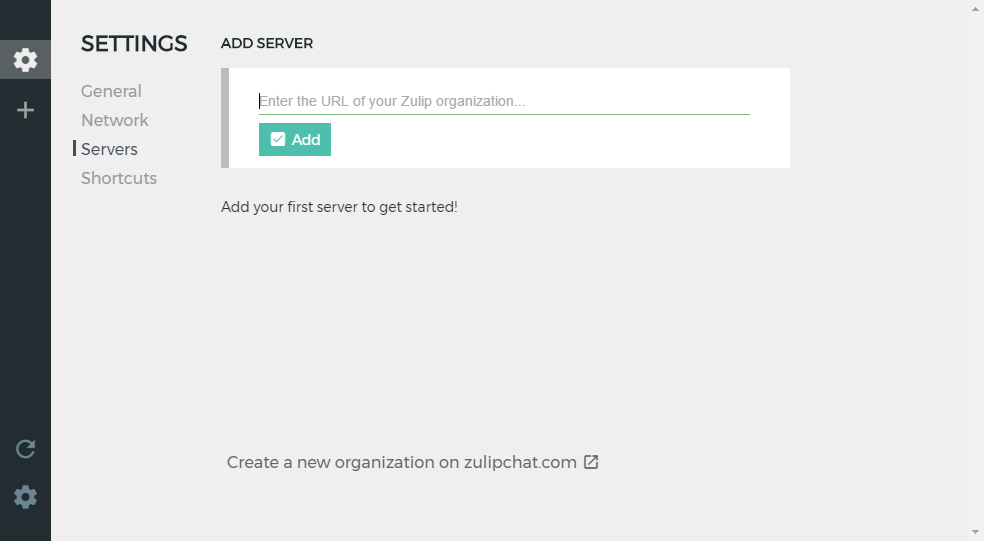 SETTINGS
General
Network
Servers
Shortcuts
ADD SERVER
Enter the URL of your Zulip organization...
Add
Add your first server to get started!
Create a new organization on zulipchat.com